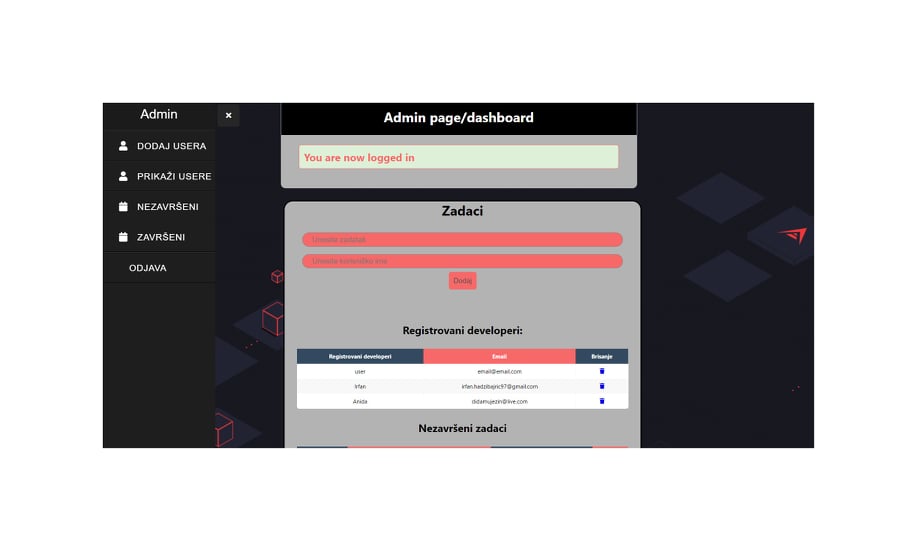 Admin
×
DODAJ USERA
PRIKAŽI USERE
NEZAVRŠENI
ZAVRŠENI
ODJAVA
Admin page/dashboard
You are now logged in
Zadaci
Unesite zadatak
Unesite korisničko ime
Dodaj
Registrovani developeri:
Registrovani developeri Email Brisanje
user email@email.com
Irfan irfan.hadzibajric97@gmail.com
Anida didamujezin@live.com
Nezavršeni zadaci